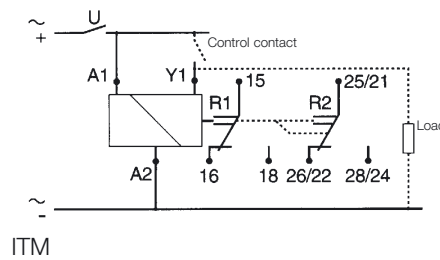 ~ U
+
Control contact
A1 Y1 15 25/21
R1 R2
Load
A2 16 18 26/22 28/24
~
-
ITM